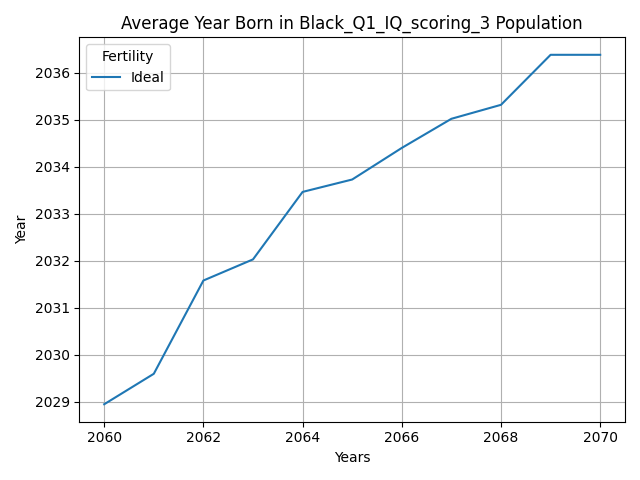 Average Year Born in Black_Q1_IQ_scoring_3 Population
Fertility
Ideal
2036
2035
2034
2033
2032
2031
2030
2029
Year
2060 2062 2064 2066 2068 2070
Years